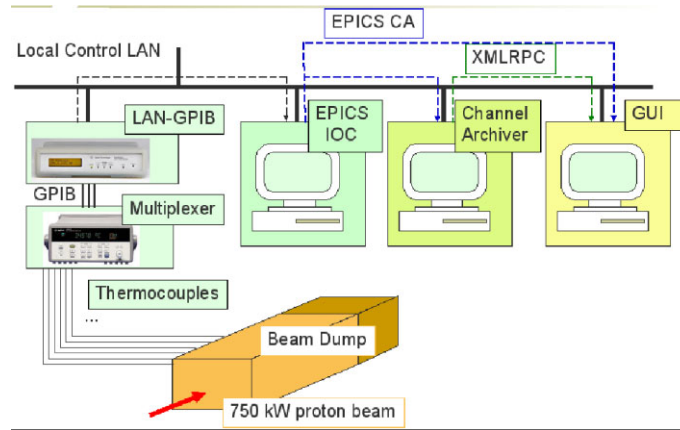 EPICS CA
Local Control LAN
XMLRPC
LAN-GPIB
EPICS
IOC
Channel
Archiver
GUI
GPIB
Multiplexer
Thermocouples
...
Beam Dump
750 kW proton beam